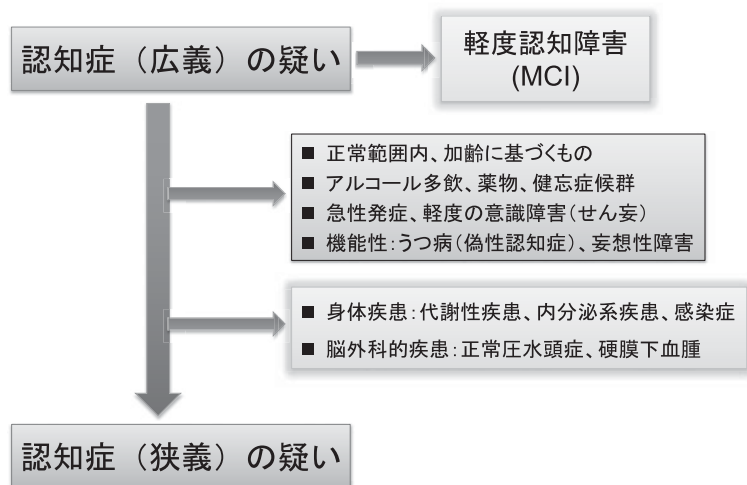 認知症（広義）の疑い
軽度認知障害
(MCI)
■ 正常範囲内、加齢に基づくもの
■ アルコール多飲、薬物、健忘症候群
■ 急性発症、軽度の意識障害（せん妄）
■ 機能性：うつ病（偽性認知症）、妄想性障害
■ 身体疾患：代謝性疾患、内分泌系疾患、感染症
■ 脳外科的疾患：正常圧水頭症、硬膜下血腫
認知症（狭義）の疑い